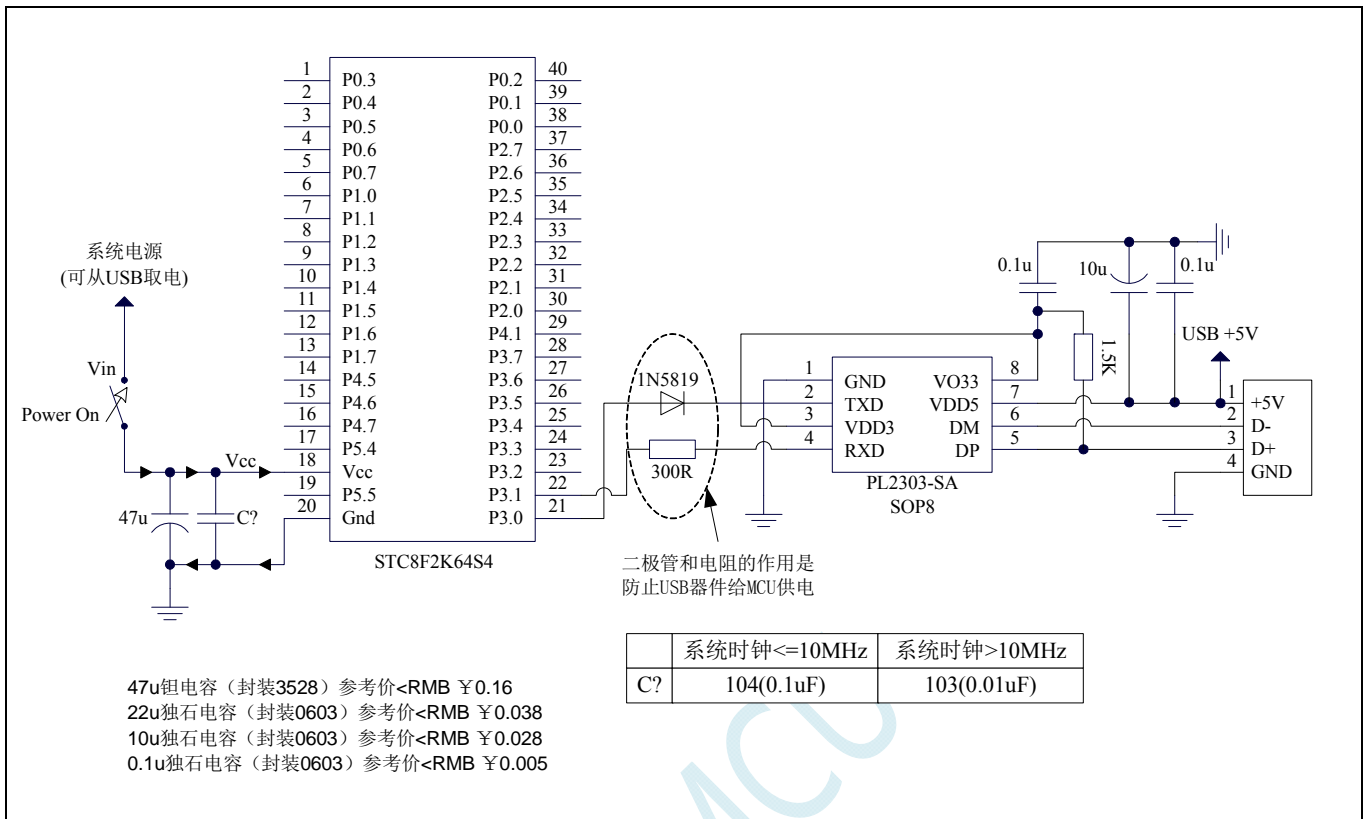 系统电源
(可从USB取电)
Vin
Power On
Vcc
47u
C?
1 P0.3
2 P0.4
3 P0.5
4 P0.6
5 P0.7
6 P1.0
7 P1.1
8 P1.2
9 P1.3
10 P1.4
11 P1.5
12 P1.6
13 P1.7
14 P4.5
15 P4.6
16 P4.7
17 P5.4
18 Vcc
19 P5.5
20 Gnd
P0.2 40
P0.1 39
P0.0 38
P2.7 37
P2.6 36
P2.5 35
P2.4 34
P2.3 33
P2.2 32
P2.1 31
P2.0 30
P4.1 29
P3.7 28
P3.6 27
P3.5 26
P3.4 25
P3.3 24
P3.2 23
P3.1 22
P3.0 21
STC8F2K64S4
1N5819
300R
二极管和电阻的作用是
防止USB器件给MCU供电
1 GND
2 TXD
3 VDD3
4 RXD
VO33 8
VDD5 7
DM 6
DP 5
PL2303-SA
SOP8
0.1u
10u
0.1u
1.5K
USB +5V
1 +5V
2 D-
3 D+
4 GND
系统时钟<=10MHz 系统时钟>10MHz
C? 104(0.1uF) 103(0.01uF)
47u钽电容（封装3528）参考价<RMB ￥0.16
22u独石电容（封装0603）参考价<RMB ￥0.038
10u独石电容（封装0603）参考价<RMB ￥0.028
0.1u独石电容（封装0603）参考价<RMB ￥0.005
MCU